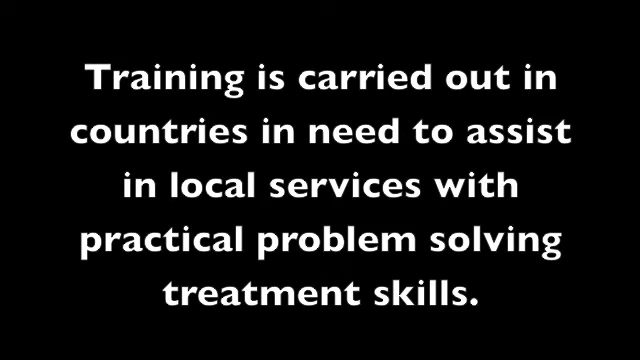 Training is carried out in
countries in need to assist
in local services with
practical problem solving
treatment skills.